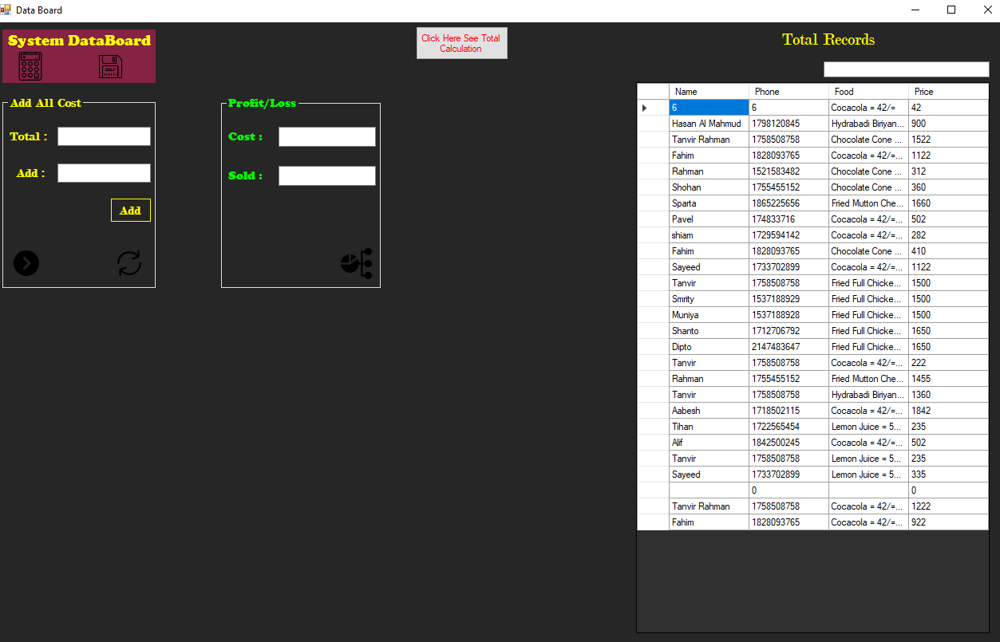 Data Board
System DataBoard
Click Here See Total
Calculation
Total Records
Add All Cost
Total :
Add :
Add
Profit/Loss
Cost :
Sold :
Name Phone Food Price
6 6 Cocacola = 42/= 42
Hasan Al Mahmud 1798120845 Hydrabadi Biriyan... 900
Tanvir Rahman 1758508758 Chocolate Cone ... 1522
Fahim 1828093765 Cocacola = 42/=... 1122
Rahman 1521583482 Chocolate Cone ... 312
Shohan 1755455152 Chocolate Cone ... 360
Sparta 1865225656 Fried Mutton Che... 1660
Pavel 174833716 Cocacola = 42/=... 502
shiam 1729594142 Cocacola = 42/=... 282
Fahim 1828093765 Chocolate Cone ... 410
Sayeed 1733702899 Cocacola = 42/=... 1122
Tanvir 1758508758 Fried Full Chicke... 1500
Smrity 1537188929 Fried Full Chicke... 1500
Muniya 1537188928 Fried Full Chicke... 1500
Shanto 1712706792 Fried Full Chicke... 1650
Dipto 2147483647 Fried Full Chicke... 1650
Tanvir 1758508758 Cocacola = 42/=... 222
Rahman 1755455152 Fried Mutton Che... 1455
Tanvir 1758508758 Hydrabadi Biriyan... 1360
Aabesh 1718502115 Cocacola = 42/=... 1842
Tihan 1722565454 Lemon Juice = 5... 235
Alif 1842500245 Cocacola = 42/=... 502
Tanvir 1758508758 Lemon Juice = 5... 235
Sayeed 1733702899 Lemon Juice = 5... 335
0 0
Tanvir Rahman 1758508758 Cocacola = 42/=... 1222
Fahim 1828093765 Cocacola = 42/=... 922